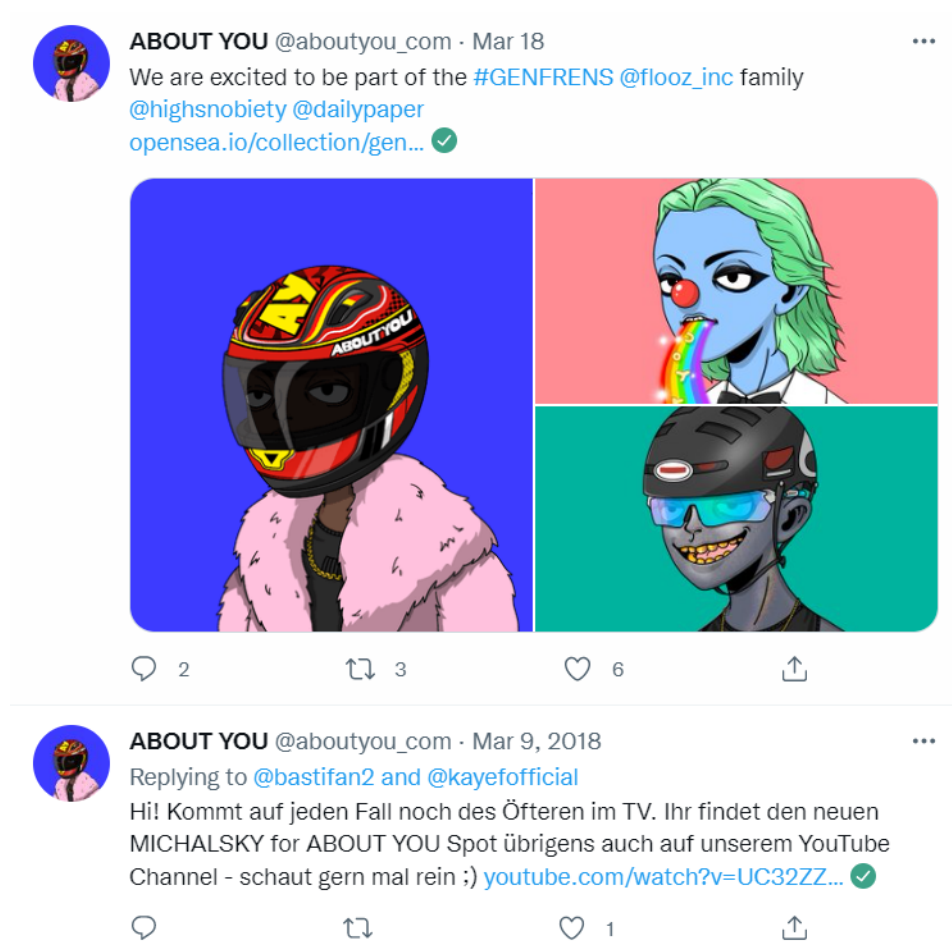 ABOUT YOU @aboutyou_com · Mar 18
We are excited to be part of the #GENFRENS @flooz_inc family
@highsnobiety @dailypaper
opensea.io/collection/gen...
AY
ABOUT YOU
2 3 6
ABOUT YOU @aboutyou_com · Mar 9, 2018
Replying to @bastifan2 and @kayefofficial
Hi! Kommt auf jeden Fall noch des Öfteren im TV. Ihr findet den neuen
MICHALSKY for ABOUT YOU Spot übrigens auch auf unserem YouTube
Channel - schaut gern mal rein ;) youtube.com/watch?v=UC32ZZ...
1